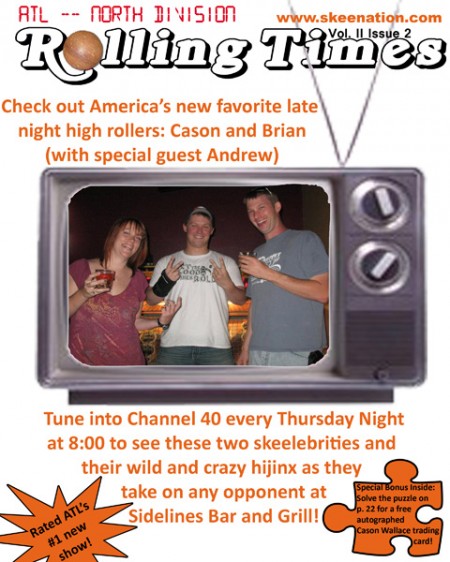 ATL -- NORTH DIVISION
www.skeenation.com
Rolling Times
Vol. II Issue 2
Check out America's new favorite late
night high rollers: Cason and Brian
(with special guest Andrew)
Tune into Channel 40 every Thursday Night
at 8:00 to see these two skeelebrities and
their wild and crazy hijinx as they
take on any opponent at
Sidelines Bar and Grill!
Rated ATL's
#1 new
show!
Special Bonus Inside:
Solve the puzzle on
p. 22 for a free
autographed
Cason Wallace trading
card!